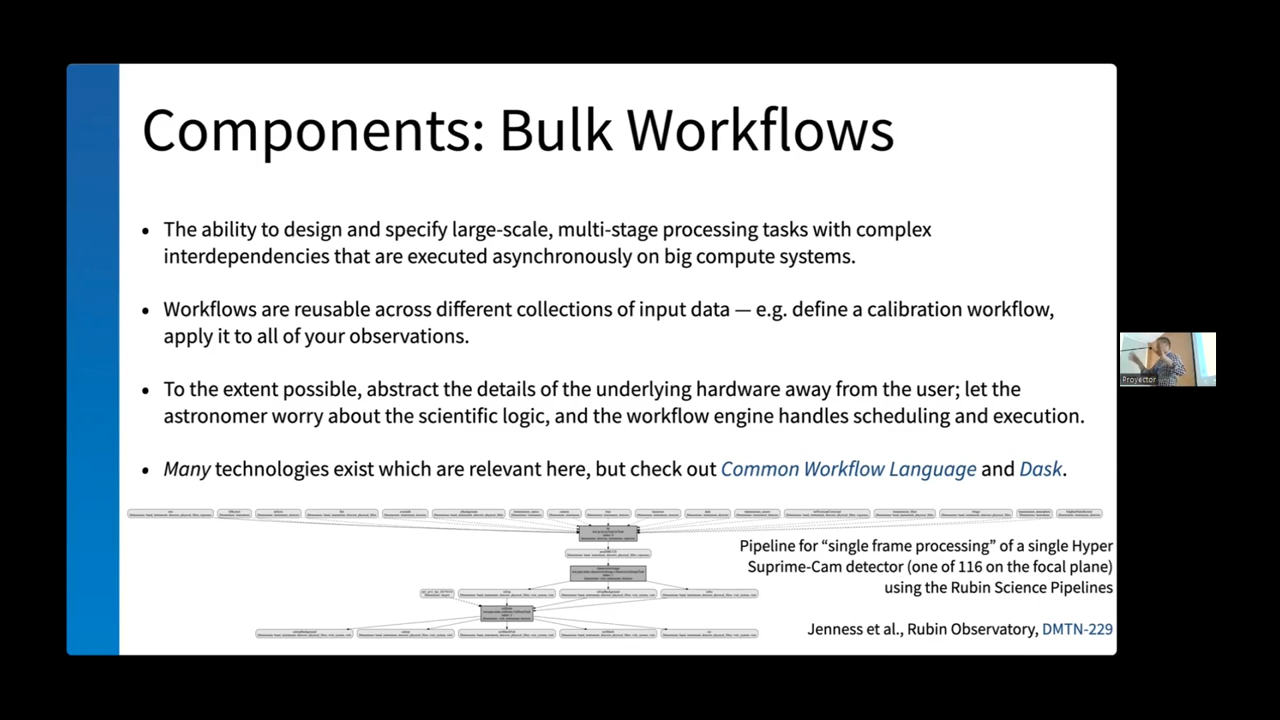 Components: Bulk Workflows
• The ability to design and specify large-scale, multi-stage processing tasks with complex
interdependencies that are executed asynchronously on big compute systems.
• Workflows are reusable across different collections of input data — e.g. define a calibration workflow,
apply it to all of your observations.
• To the extent possible, abstract the details of the underlying hardware away from the user; let the
astronomer worry about the scientific logic, and the workflow engine handles scheduling and execution.
• Many technologies exist which are relevant here, but check out Common Workflow Language and Dask.
Pipeline for “single frame processing” of a single Hyper
Suprime-Cam detector (one of 116 on the focal plane)
using the Rubin Science Pipelines
Jenness et al., Rubin Observatory, DMTN-229
Proyector